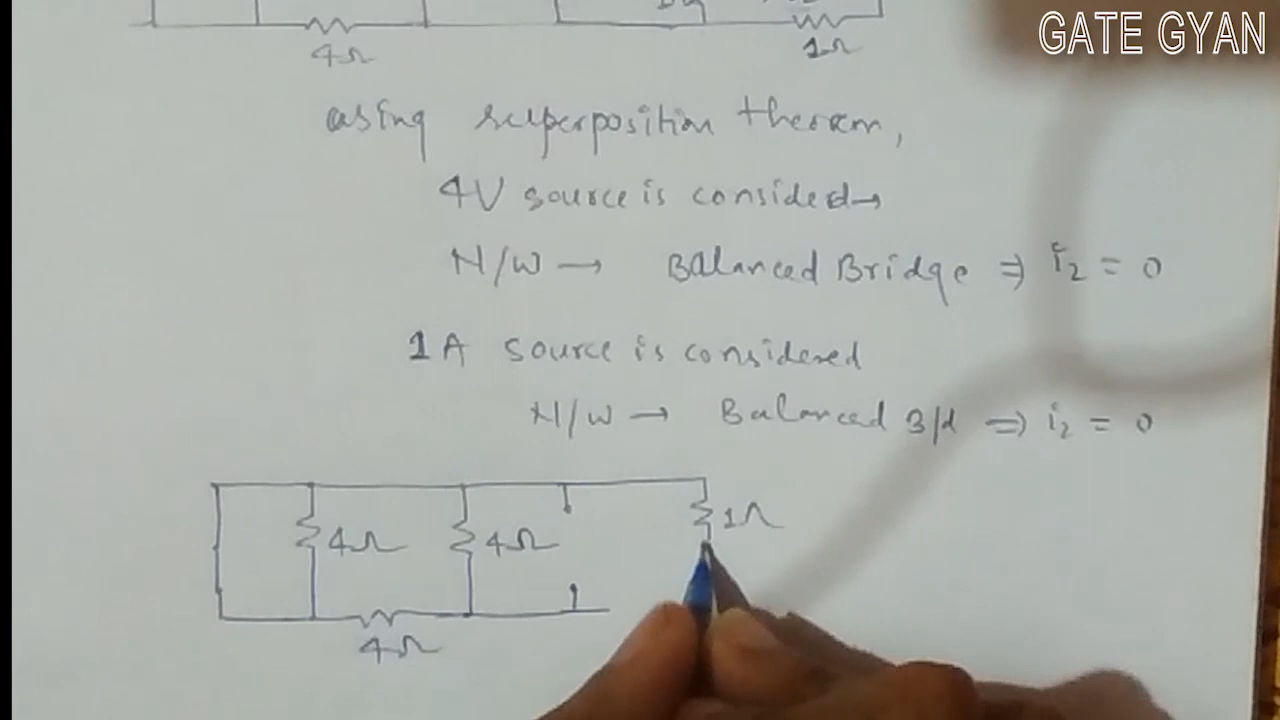 GATE GYAN
4Ω
1Ω
using superposition theorem,
4V source is considerd→
N/W → Balanced Bridge ⇒ i₂ = 0
1A source is considered
N/W → Balanced B/d ⇒ i₂ = 0
1Ω
4Ω 4Ω
4Ω